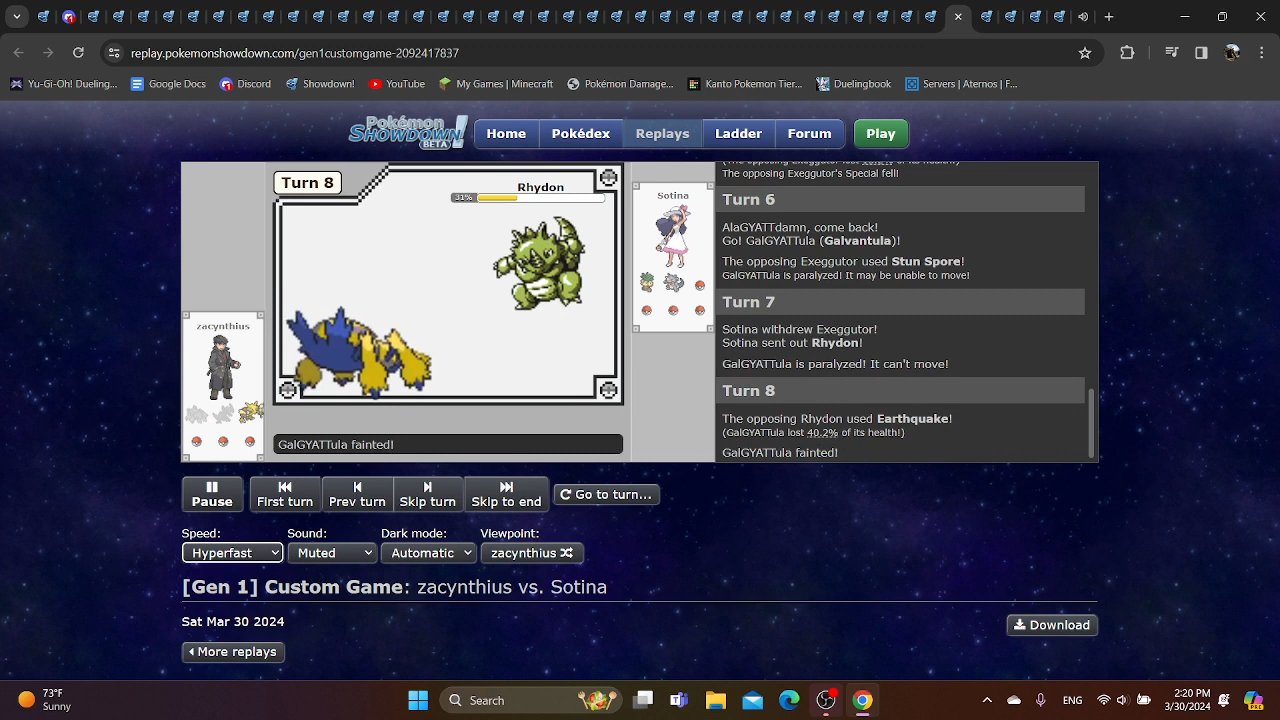 replay.pokemonshowdown.com/gen1customgame-2092417837
Yu-Gi-Oh! Dueling...
Google Docs
Discord
Showdown!
YouTube
My Games | Minecraft
Pokémon Damage...
Kanto Pokemon Tier...
Duelingbook
Servers | Aternos | F...
Pokémon
SHOWDOWN!
BETA
Home
Pokédex
Replays
Ladder
Forum
Play
Turn 8
Rhydon
31%
zacynthius
Sotina
GalGYATTula fainted!
The opposing Exeggutor's Special fell!
Turn 6
AlaGYATTdamn, come back!
Go! GalGYATTula (Galvantula)!
The opposing Exeggutor used Stun Spore!
GalGYATTula is paralyzed! It may be unable to move!
Turn 7
Sotina withdrew Exeggutor!
Sotina sent out Rhydon!
GalGYATTula is paralyzed! It can't move!
Turn 8
The opposing Rhydon used Earthquake!
(GalGYATTula lost 40.2% of its health!)
GalGYATTula fainted!
Pause
First turn
Prev turn
Skip turn
Skip to end
Go to turn...
Speed:
Sound:
Dark mode:
Viewpoint:
Hyperfast
Muted
Automatic
zacynthius
[Gen 1] Custom Game: zacynthius vs. Sotina
Sat Mar 30 2024
Download
More replays
73°F
Sunny
Search
ENG
2:20 PM
3/30/2024
PRE